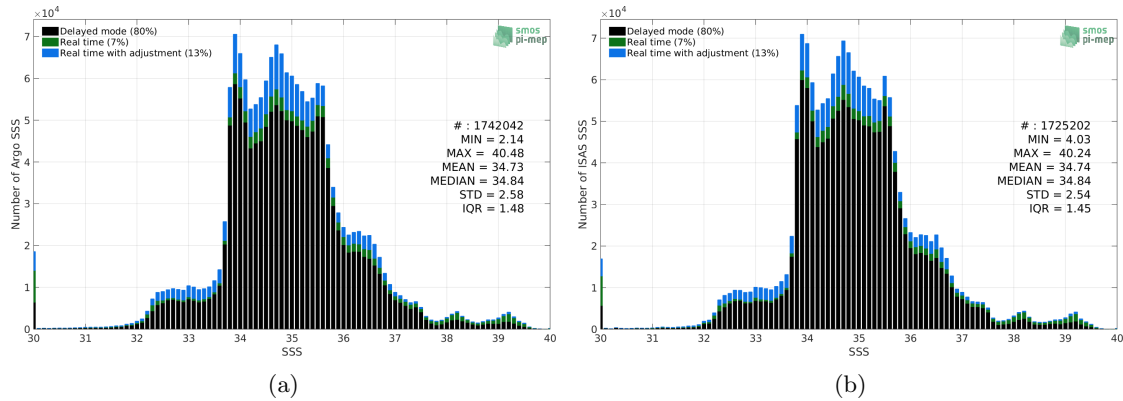 ×10⁴
Delayed mode (80%)
Real time (7%)
Real time with adjustment (13%)
smos
pi-mep
7
6
5
4
3
2
1
0
Number of Argo SSS
# : 1742042
MIN = 2.14
MAX = 40.48
MEAN = 34.73
MEDIAN = 34.84
STD = 2.58
IQR = 1.48
30 31 32 33 34 35 36 37 38 39 40
SSS
(a)
×10⁴
Delayed mode (80%)
Real time (7%)
Real time with adjustment (13%)
smos
pi-mep
7
6
5
4
3
2
1
0
Number of ISAS SSS
# : 1725202
MIN = 4.03
MAX = 40.24
MEAN = 34.74
MEDIAN = 34.84
STD = 2.54
IQR = 1.45
30 31 32 33 34 35 36 37 38 39 40
SSS
(b)